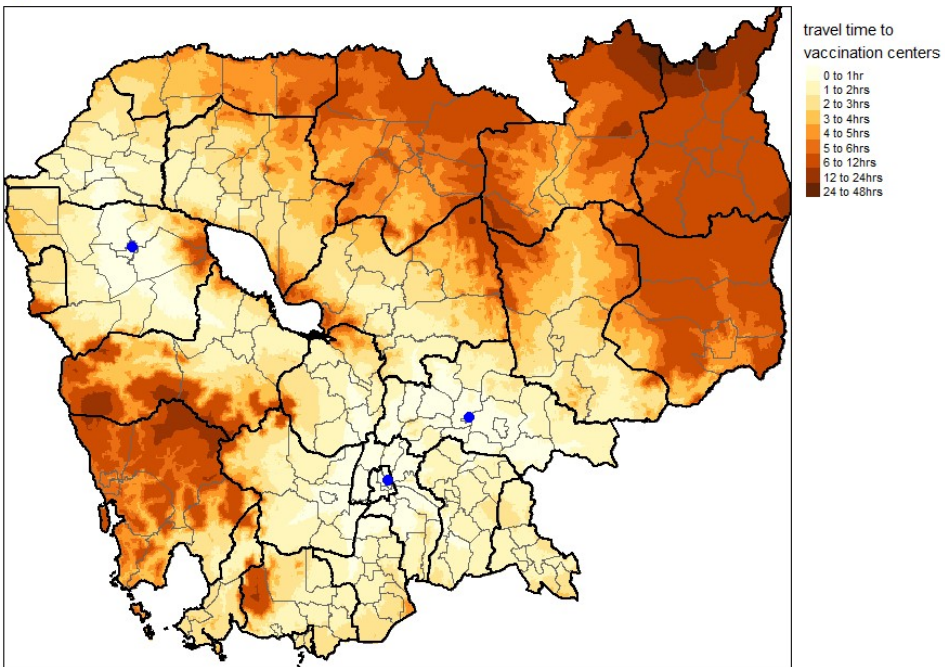 travel time to
vaccination centers
0 to 1hr
1 to 2hrs
2 to 3hrs
3 to 4hrs
4 to 5hrs
5 to 6hrs
6 to 12hrs
12 to 24hrs
24 to 48hrs